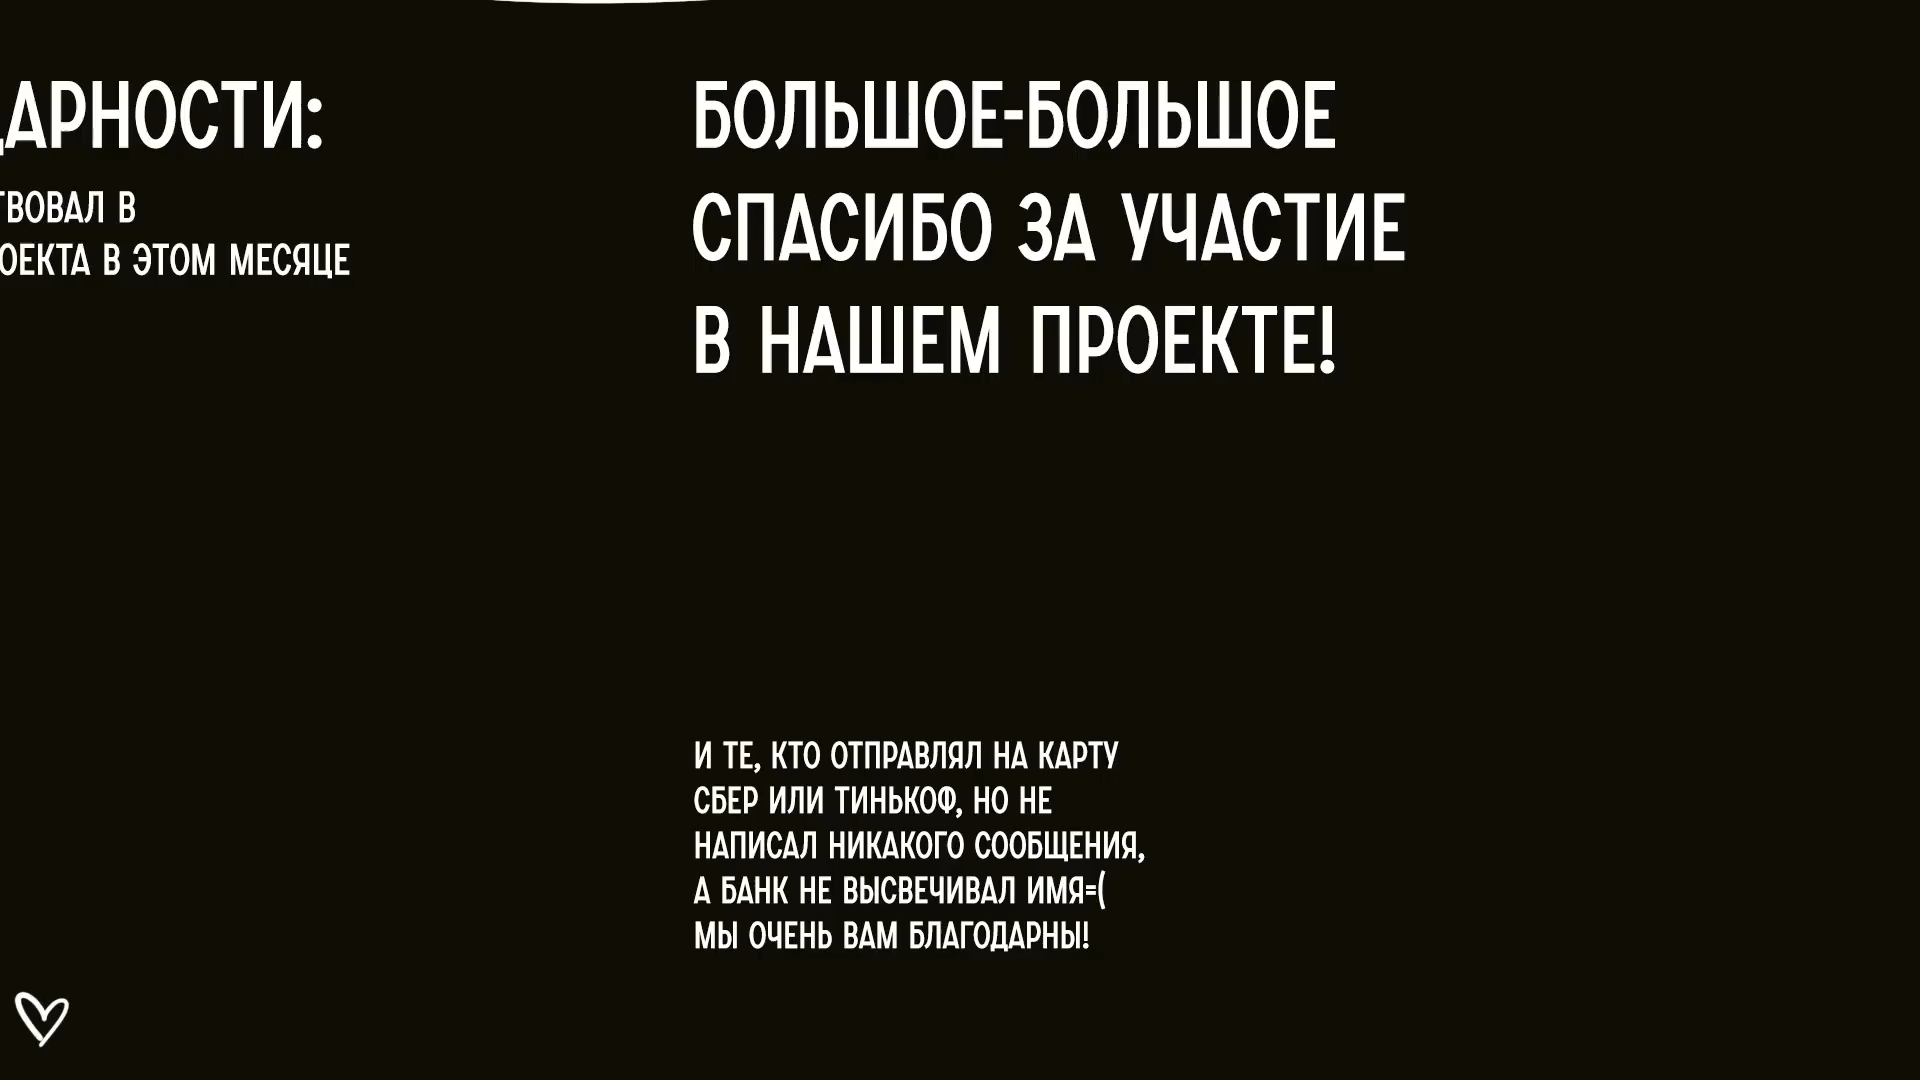 АРНОСТИ:
ТВОВАЛ В
ОЕКТА В ЭТОМ МЕСЯЦЕ
БОЛЬШОЕ-БОЛЬШОЕ
СПАСИБО ЗА УЧАСТИЕ
В НАШЕМ ПРОЕКТЕ!
И ТЕ, КТО ОТПРАВЛЯЛ НА КАРТУ
СБЕР ИЛИ ТИНЬКОФ, НО НЕ
НАПИСАЛ НИКАКОГО СООБЩЕНИЯ,
А БАНК НЕ ВЫСВЕЧИВАЛ ИМЯ=(
МЫ ОЧЕНЬ ВАМ БЛАГОДАРНЫ!